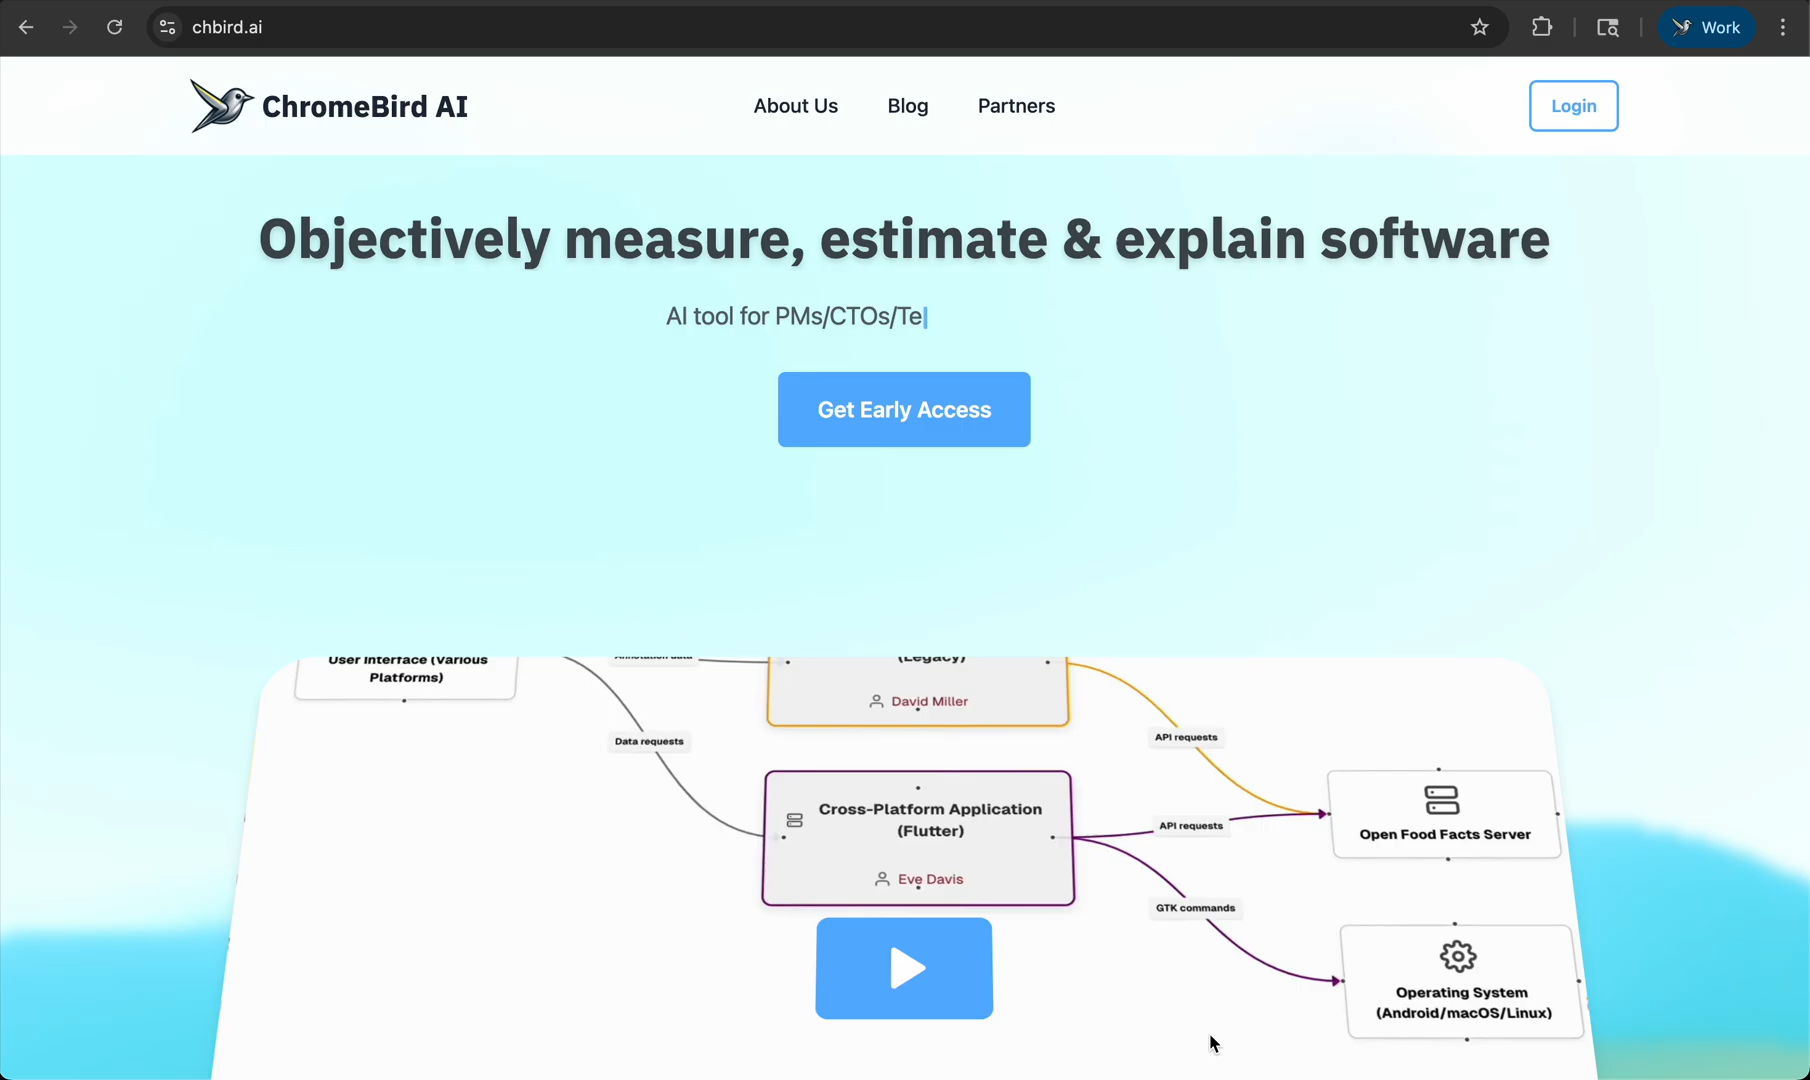 chbird.ai
Work
ChromeBird AI
About Us
Blog
Partners
Login
Objectively measure, estimate & explain software
AI tool for PMs/CTOs/Te
Get Early Access
User Interface (Various
Platforms)
Annotation data
(Legacy)
David Miller
Data requests
API requests
Cross-Platform Application
(Flutter)
Eve Davis
API requests
Open Food Facts Server
GTK commands
Operating System
(Android/macOS/Linux)